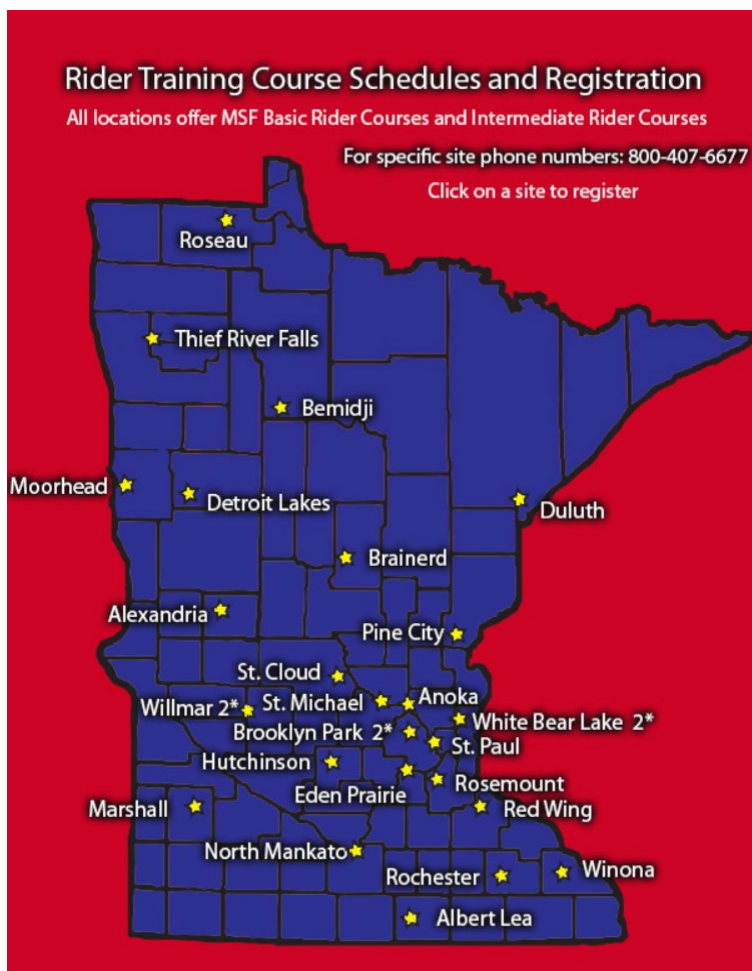 Rider Training Course Schedules and Registration
All locations offer MSF Basic Rider Courses and Intermediate Rider Courses
For specific site phone numbers: 800-407-6677
Click on a site to register
Roseau
Thief River Falls
Bemidji
Moorhead
Detroit Lakes
Duluth
Brainerd
Alexandria
Pine City
St. Cloud
St. Michael
Anoka
Willmar 2*
White Bear Lake 2*
Brooklyn Park 2*
St. Paul
Hutchinson
Rosemount
Eden Prairie
Marshall
Red Wing
North Mankato
Rochester
Winona
Albert Lea